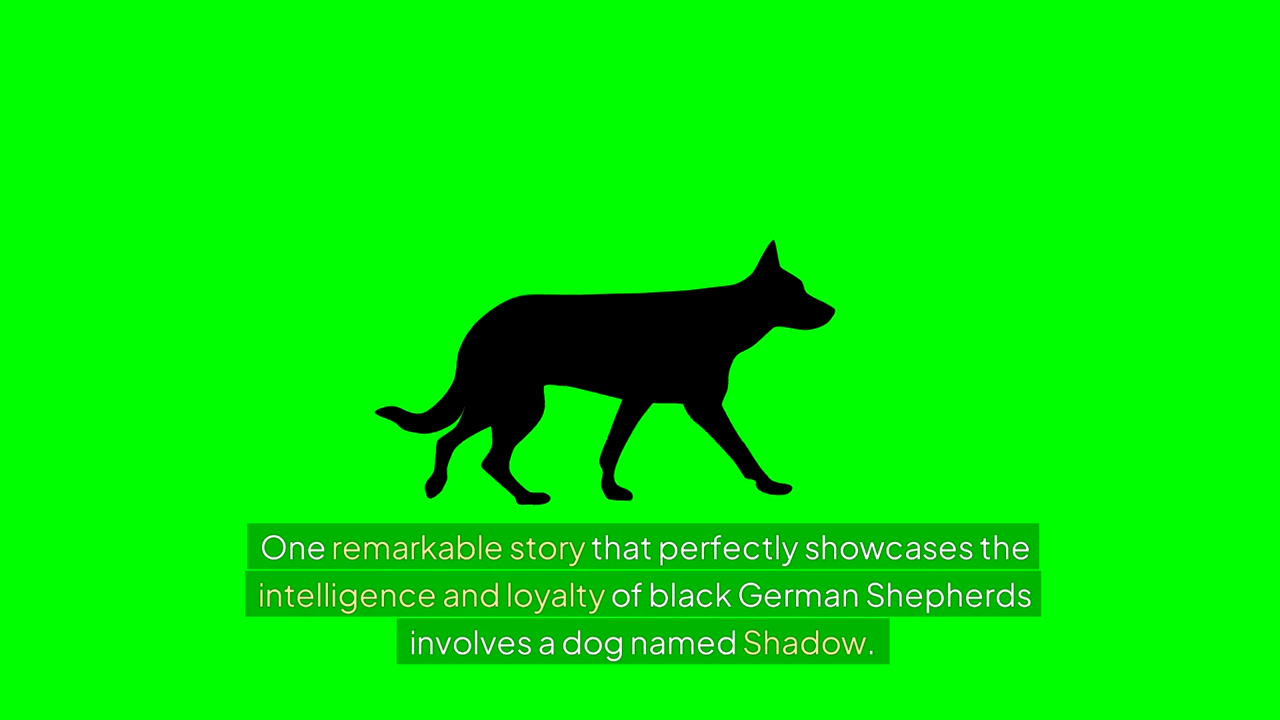 One remarkable story that perfectly showcases the
intelligence and loyalty of black German Shepherds
involves a dog named Shadow.